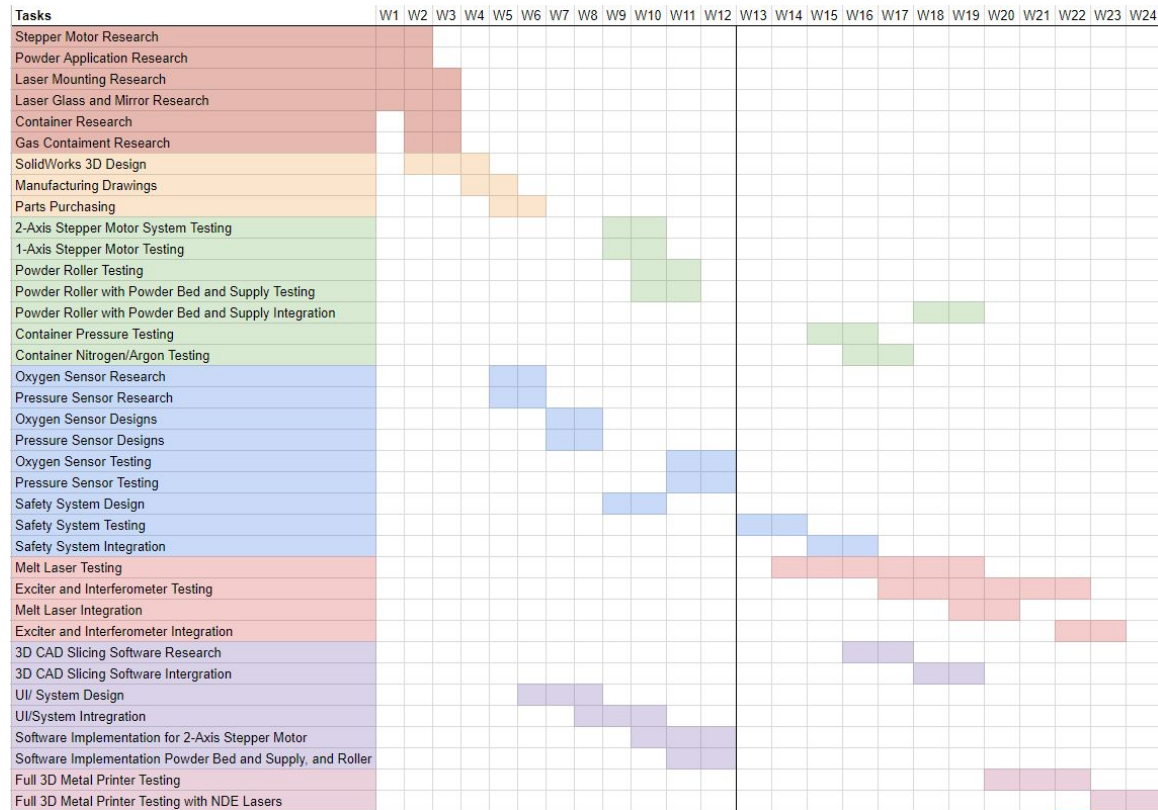 Tasks W1 W2 W3 W4 W5 W6 W7 W8 W9 W10 W11 W12 W13 W14 W15 W16 W17 W18 W19 W20 W21 W22 W23 W24
Stepper Motor Research
Powder Application Research
Laser Mounting Research
Laser Glass and Mirror Research
Container Research
Gas Contaiment Research
SolidWorks 3D Design
Manufacturing Drawings
Parts Purchasing
2-Axis Stepper Motor System Testing
1-Axis Stepper Motor Testing
Powder Roller Testing
Powder Roller with Powder Bed and Supply Testing
Powder Roller with Powder Bed and Supply Integration
Container Pressure Testing
Container Nitrogen/Argon Testing
Oxygen Sensor Research
Pressure Sensor Research
Oxygen Sensor Designs
Pressure Sensor Designs
Oxygen Sensor Testing
Pressure Sensor Testing
Safety System Design
Safety System Testing
Safety System Integration
Melt Laser Testing
Exciter and Interferometer Testing
Melt Laser Integration
Exciter and Interferometer Integration
3D CAD Slicing Software Research
3D CAD Slicing Software Intergration
UI/ System Design
UI/System Intregration
Software Implementation for 2-Axis Stepper Motor
Software Implementation Powder Bed and Supply, and Roller
Full 3D Metal Printer Testing
Full 3D Metal Printer Testing with NDE Lasers